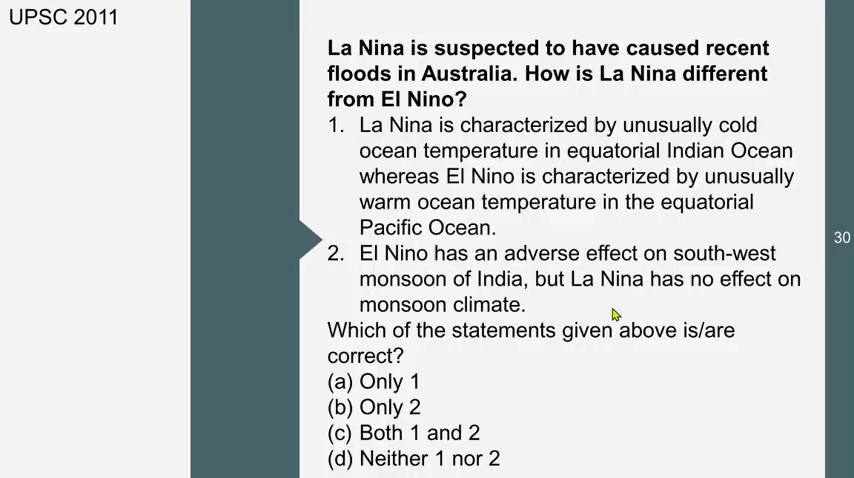 UPSC 2011
La Nina is suspected to have caused recent
floods in Australia. How is La Nina different
from El Nino?
1. La Nina is characterized by unusually cold
ocean temperature in equatorial Indian Ocean
whereas El Nino is characterized by unusually
warm ocean temperature in the equatorial
Pacific Ocean.
2. El Nino has an adverse effect on south-west
monsoon of India, but La Nina has no effect on
monsoon climate.
Which of the statements given above is/are
correct?
(a) Only 1
(b) Only 2
(c) Both 1 and 2
(d) Neither 1 nor 2
30